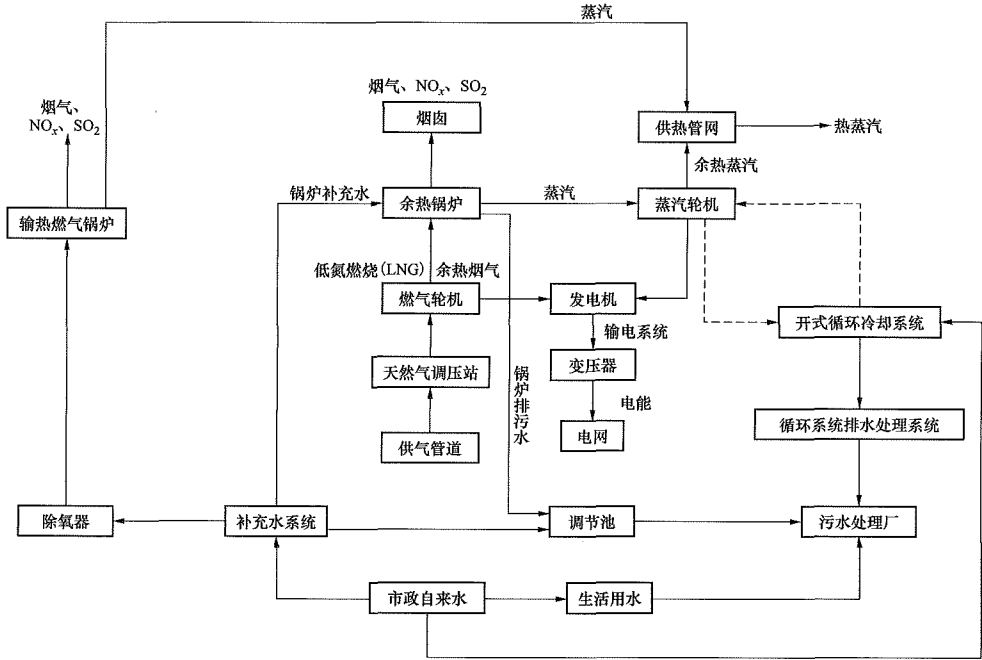 蒸汽
烟气、NOx、SO2
烟囱
烟气、
NOx、SO2
供热管网
热蒸汽
余热蒸汽
锅炉补充水
余热锅炉
蒸汽
蒸汽轮机
输热燃气锅炉
低氮燃烧(LNG)
余热烟气
燃气轮机
发电机
开式循环冷却系统
输电系统
天然气调压站
变压器
锅炉排污水
电能
供气管道
电网
循环系统排水处理系统
除氧器
补充水系统
调节池
污水处理厂
市政自来水
生活用水